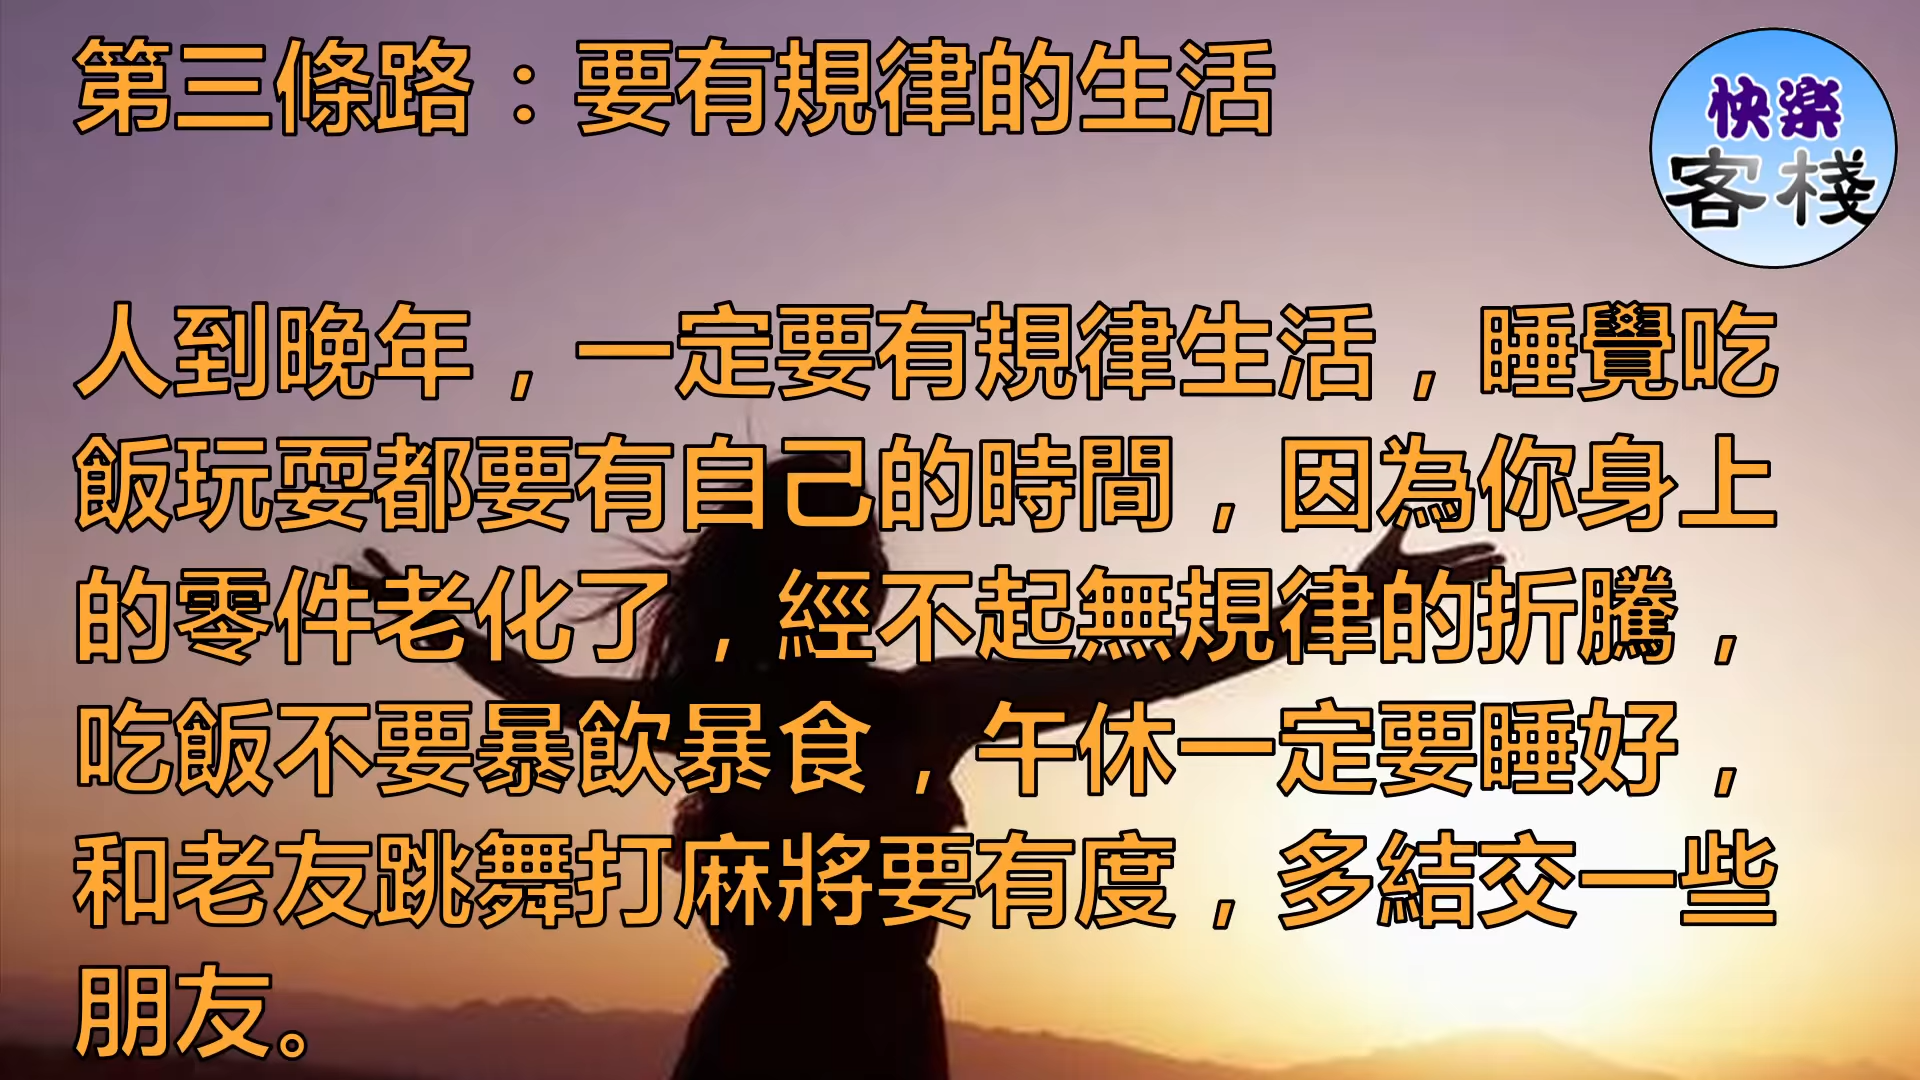 第三條路：要有規律的生活
快樂
客棧
人到晚年，一定要有規律生活，睡覺吃
飯玩耍都要有自己的時間，因為你身上
的零件老化了，經不起無規律的折騰，
吃飯不要暴飲暴食，午休一定要睡好，
和老友跳舞打麻將要有度，多結交一些
朋友。